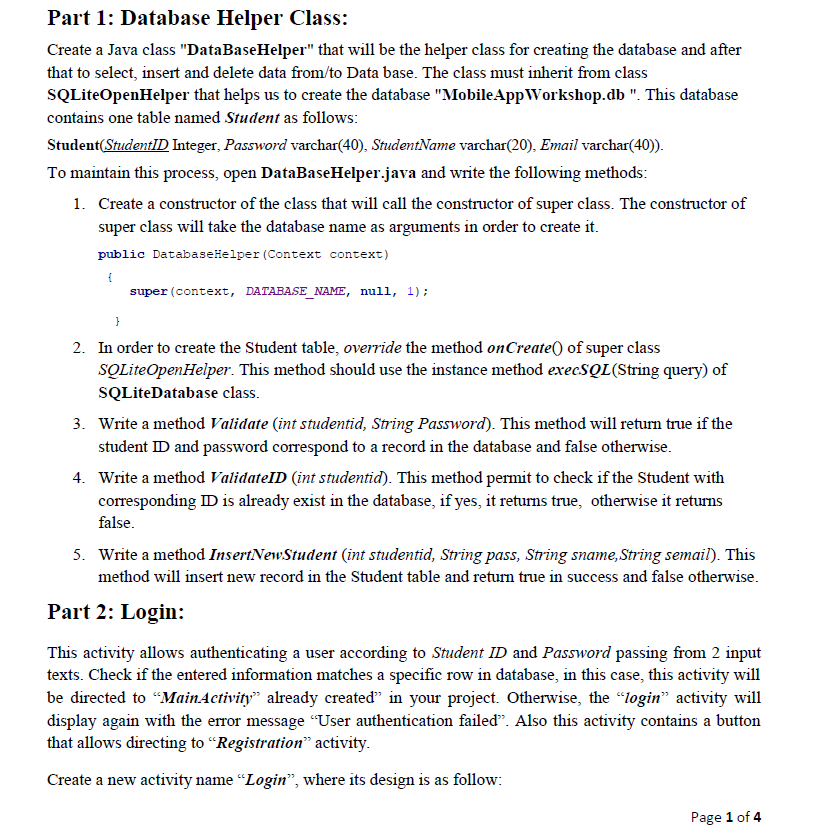 Part 1: Database Helper Class:
Create a Java class "DataBaseHelper" that will be the helper class for creating the database and after
that to select, insert and delete data from/to Data base. The class must inherit from class
SQLiteOpenHelper that helps us to create the database "MobileAppWorkshop.db ". This database
contains one table named Student as follows:
Student(StudentID Integer, Password varchar(40), StudentName varchar(20), Email varchar(40)).
To maintain this process, open DataBaseHelper.java and write the following methods:
1. Create a constructor of the class that will call the constructor of super class. The constructor of
super class will take the database name as arguments in order to create it.
public DatabaseHelper(Context context)
{
super(context, DATABASE_NAME, null, 1);
}
2. In order to create the Student table, override the method onCreate() of super class
SQLiteOpenHelper. This method should use the instance method execSQL(String query) of
SQLiteDatabase class.
3. Write a method Validate (int studentid, String Password). This method will return true if the
student ID and password correspond to a record in the database and false otherwise.
4. Write a method ValidateID (int studentid). This method permit to check if the Student with
corresponding ID is already exist in the database, if yes, it returns true, otherwise it returns
false.
5. Write a method InsertNewStudent (int studentid, String pass, String sname,String semail). This
method will insert new record in the Student table and return true in success and false otherwise.
Part 2: Login:
This activity allows authenticating a user according to Student ID and Password passing from 2 input
texts. Check if the entered information matches a specific row in database, in this case, this activity will
be directed to “MainActivity” already created” in your project. Otherwise, the “login” activity will
display again with the error message “User authentication failed”. Also this activity contains a button
that allows directing to “Registration” activity.
Create a new activity name “Login”, where its design is as follow:
Page 1 of 4